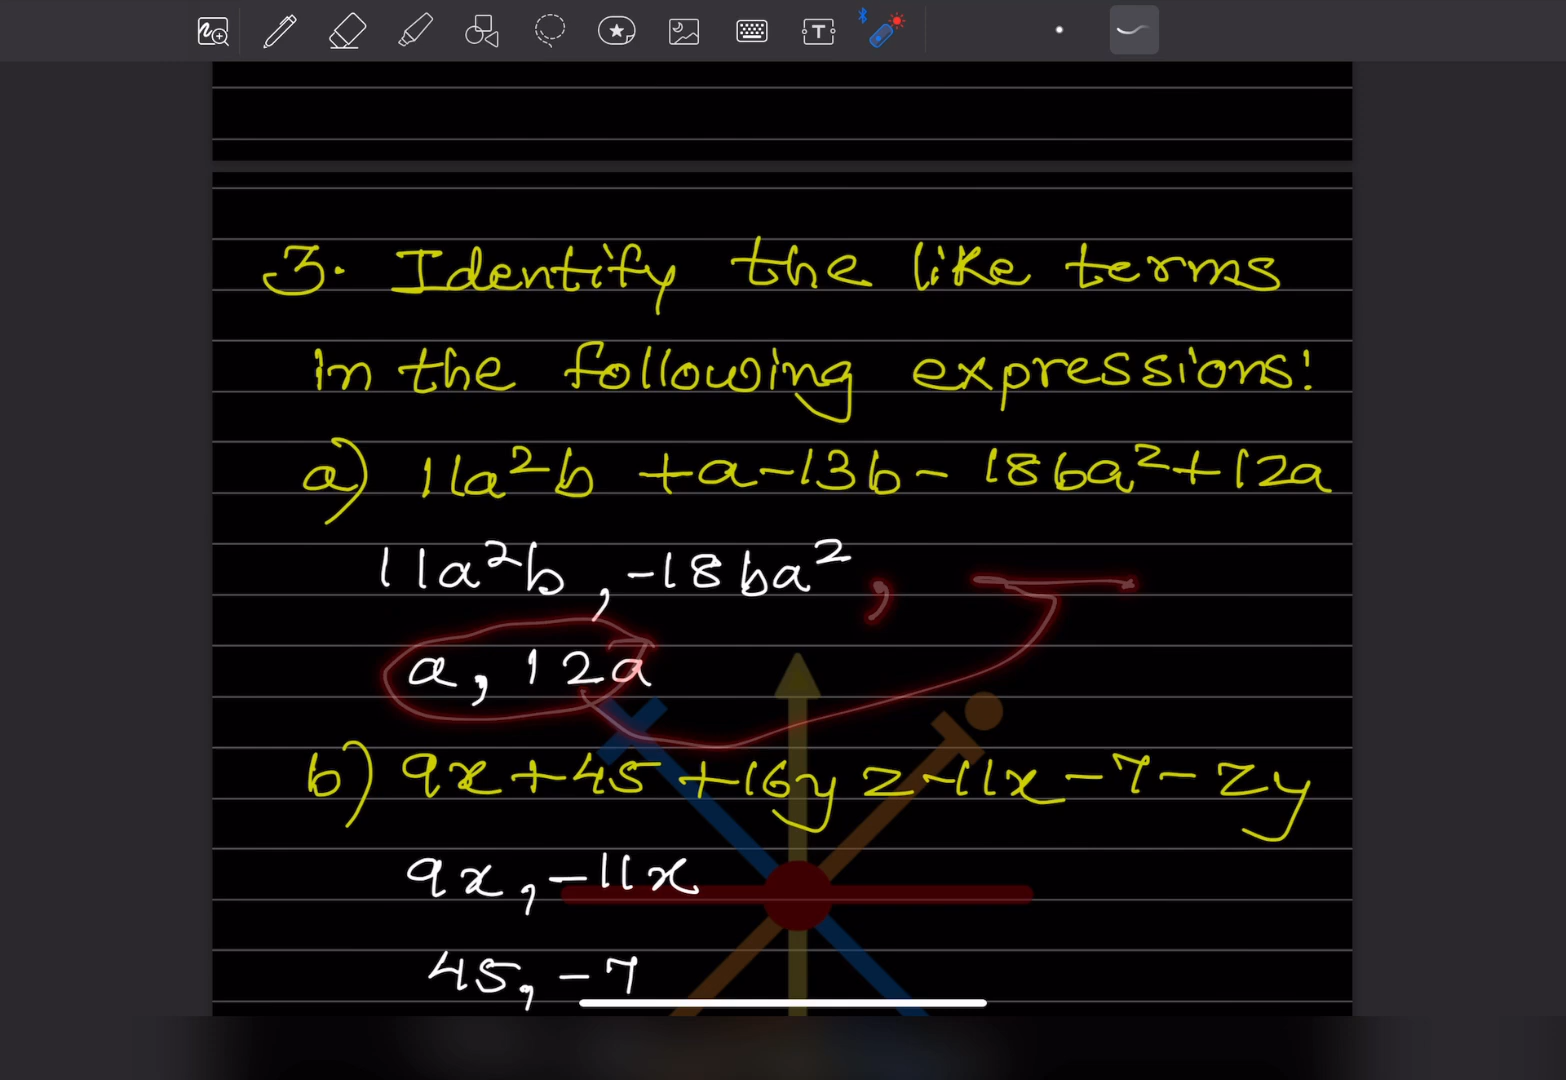 3. Identify the like terms
in the following expressions!
a) 11a²b +a-13b- 18ba²+12a
11a²b, -18ba²,
a, 12a
b) 9x+45 +16yz-11x-7-zy
9x, -11x
45, -7